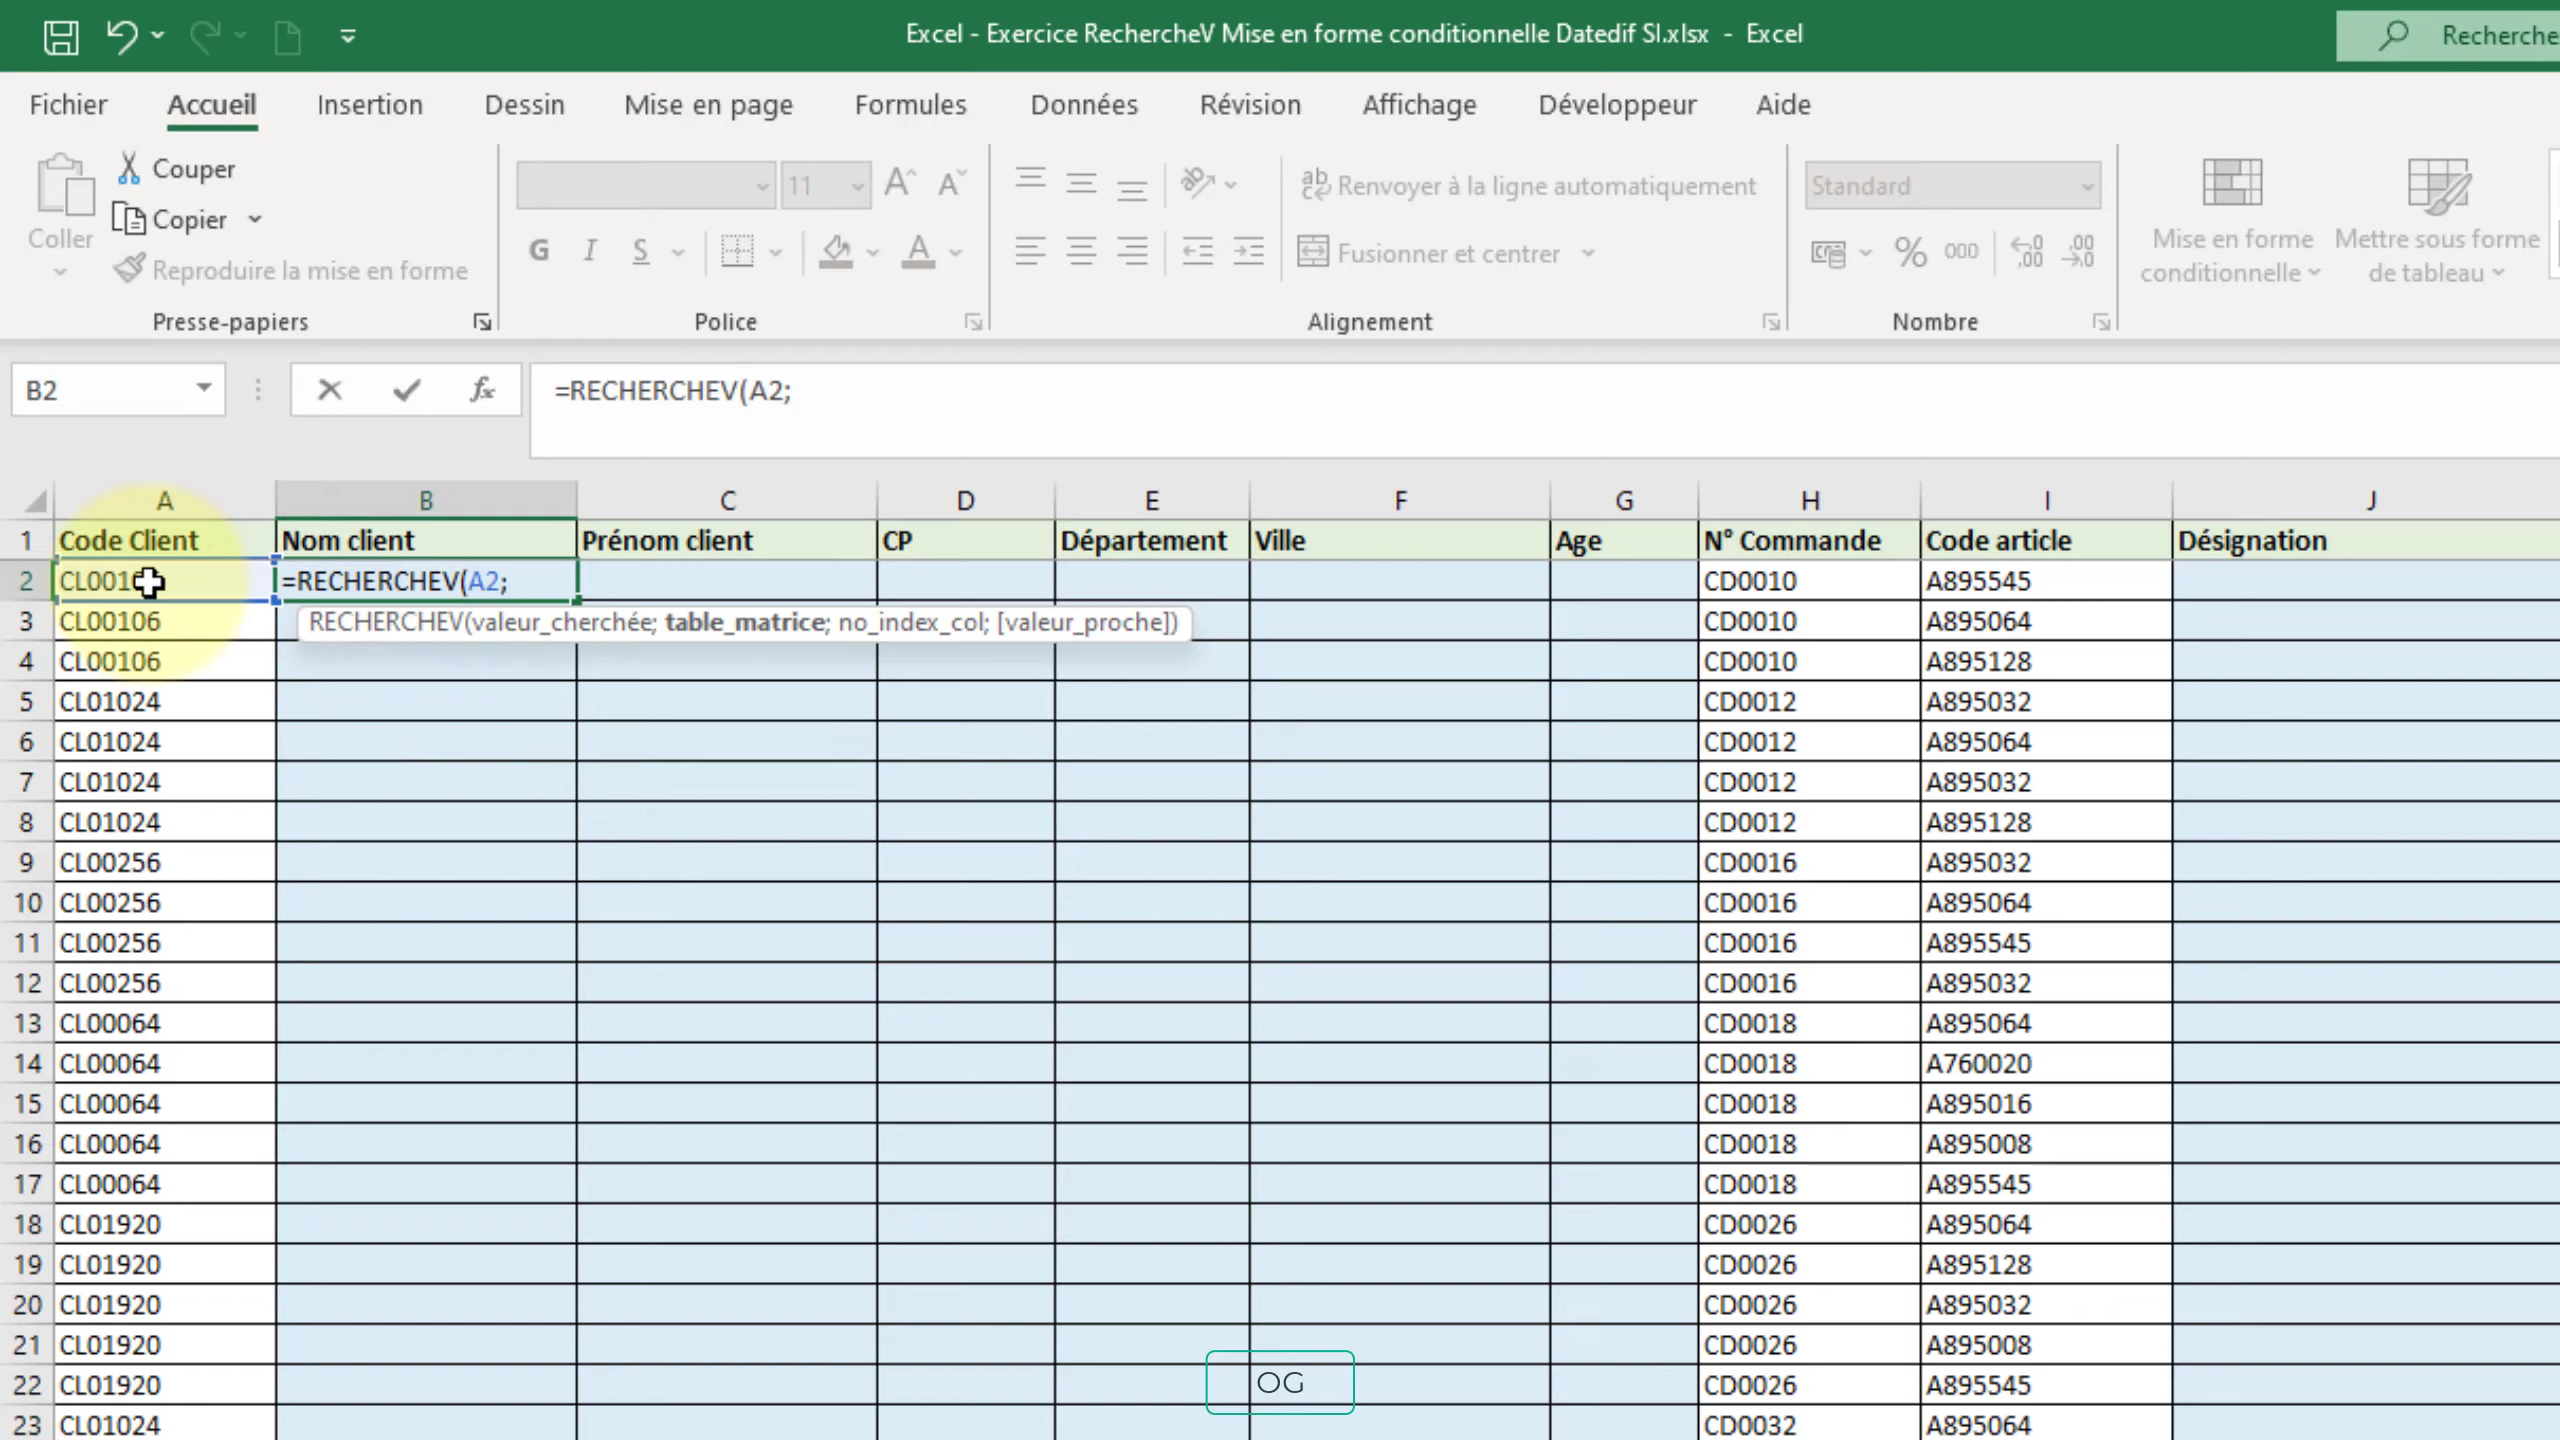 Excel - Exercice RechercheV Mise en forme conditionnelle Datedif SI.xlsx - Excel
Recherche
Fichier Accueil Insertion Dessin Mise en page Formules Données Révision Affichage Développeur Aide
Coller
Couper
Copier
Reproduire la mise en forme
Presse-papiers
11
G I S
Police
Renvoyer à la ligne automatiquement
Fusionner et centrer
Alignement
Standard
% 000
Nombre
Mise en forme
conditionnelle
Mettre sous forme
de tableau
B2 fx =RECHERCHEV(A2;
A B C D E F G H I J
1 Code Client Nom client Prénom client CP Département Ville Age N° Commande Code article Désignation
2 CL001 =RECHERCHEV(A2; CD0010 A895545
RECHERCHEV(valeur_cherchée; table_matrice; no_index_col; [valeur_proche])
3 CL00106 CD0010 A895064
4 CL00106 CD0010 A895128
5 CL01024 CD0012 A895032
6 CL01024 CD0012 A895064
7 CL01024 CD0012 A895032
8 CL01024 CD0012 A895128
9 CL00256 CD0016 A895032
10 CL00256 CD0016 A895064
11 CL00256 CD0016 A895545
12 CL00256 CD0016 A895032
13 CL00064 CD0018 A895064
14 CL00064 CD0018 A760020
15 CL00064 CD0018 A895016
16 CL00064 CD0018 A895008
17 CL00064 CD0018 A895545
18 CL01920 CD0026 A895064
19 CL01920 CD0026 A895128
20 CL01920 CD0026 A895032
21 CL01920 CD0026 A895008
22 CL01920 CD0026 A895545
OG
23 CL01024 CD0032 A895064